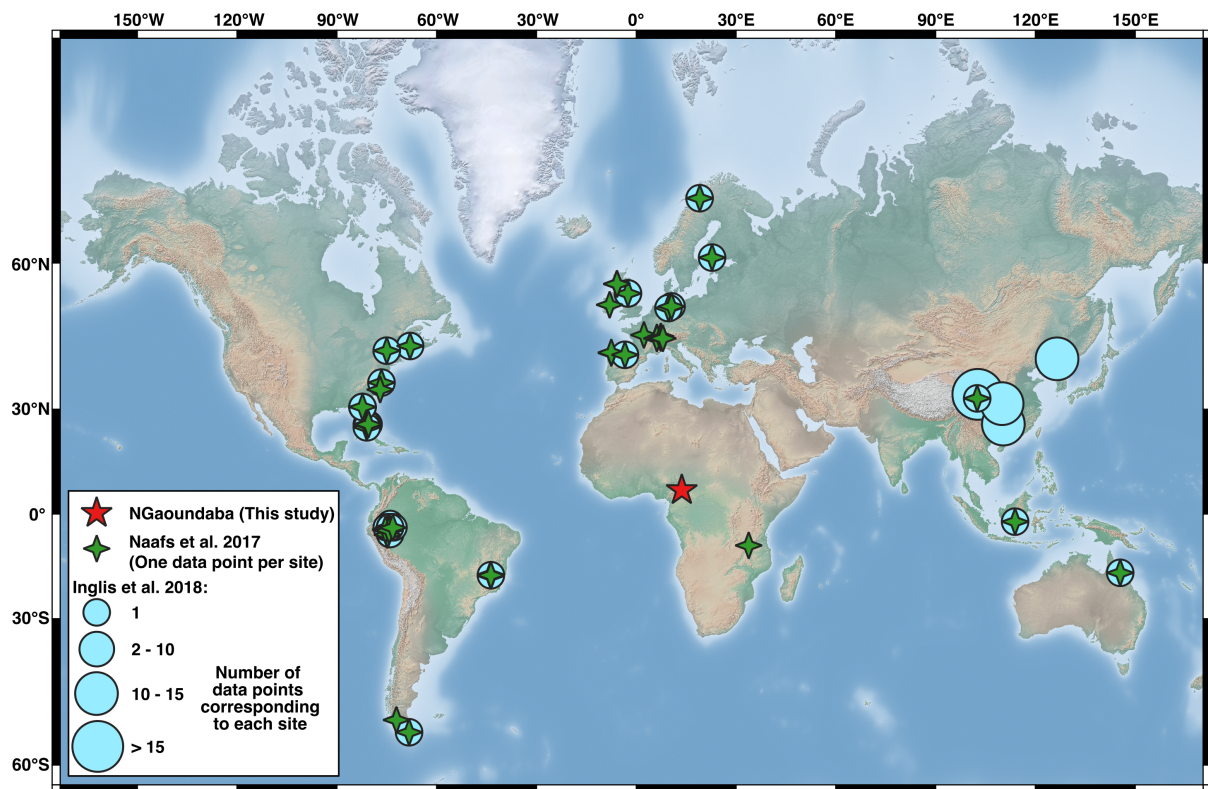 150°W 120°W 90°W 60°W 30°W 0° 30°E 60°E 90°E 120°E 150°E
60°N
30°N
0°
30°S
60°S
NGaoundaba (This study)
Naafs et al. 2017
(One data point per site)
Inglis et al. 2018:
1
2 - 10
10 - 15
> 15
Number of
data points
corresponding
to each site